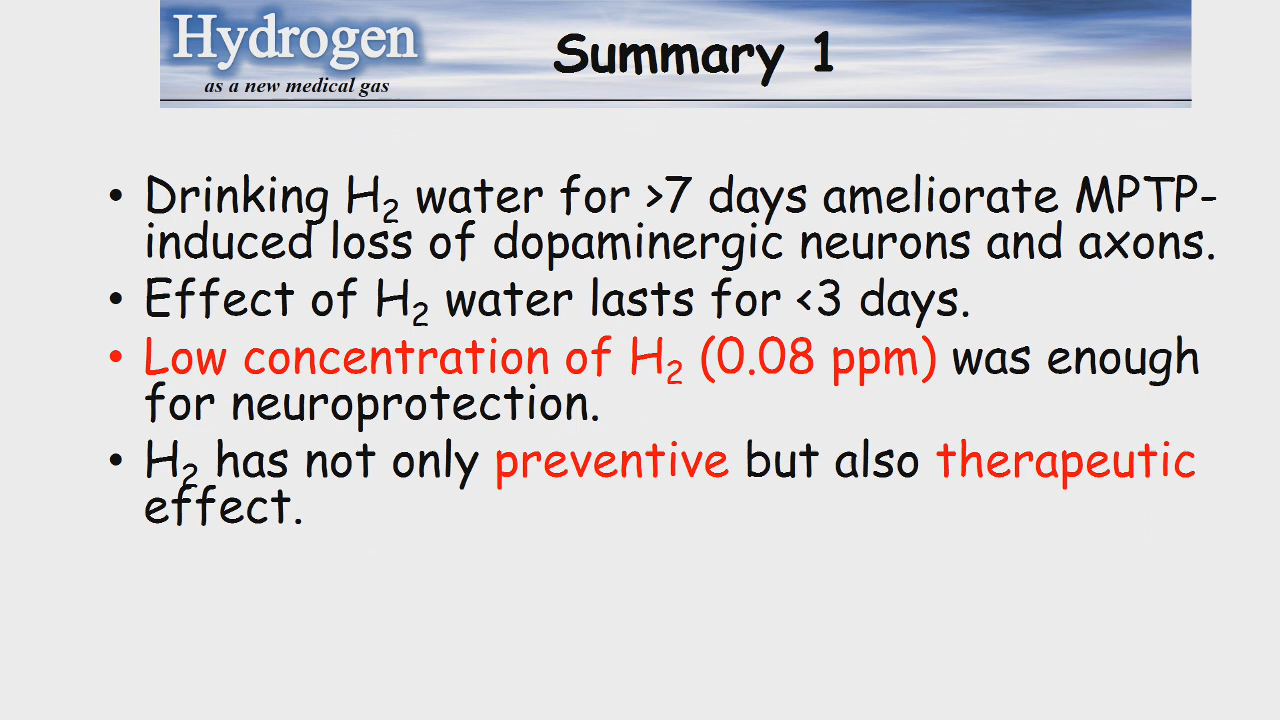 Hydrogen
as a new medical gas
Summary 1
• Drinking H₂ water for >7 days ameliorate MPTP-
induced loss of dopaminergic neurons and axons.
• Effect of H₂ water lasts for <3 days.
• Low concentration of H₂ (0.08 ppm) was enough
for neuroprotection.
• H₂ has not only preventive but also therapeutic
effect.